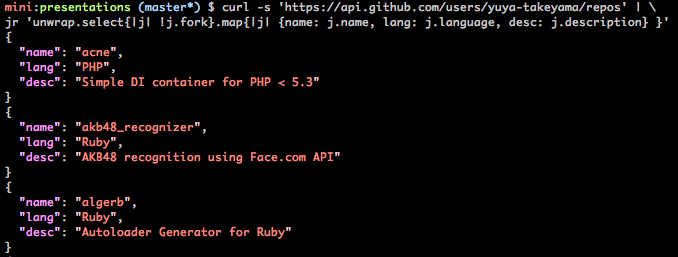 mini:presentations (master*) $ curl -s 'https://api.github.com/users/yuya-takeyama/repos' | \
jr 'unwrap.select{|j| !j.fork}.map{|j| {name: j.name, lang: j.language, desc: j.description} }'
{
  "name": "acne",
  "lang": "PHP",
  "desc": "Simple DI container for PHP < 5.3"
}
{
  "name": "akb48_recognizer",
  "lang": "Ruby",
  "desc": "AKB48 recognition using Face.com API"
}
{
  "name": "algerb",
  "lang": "Ruby",
  "desc": "Autoloader Generator for Ruby"
}